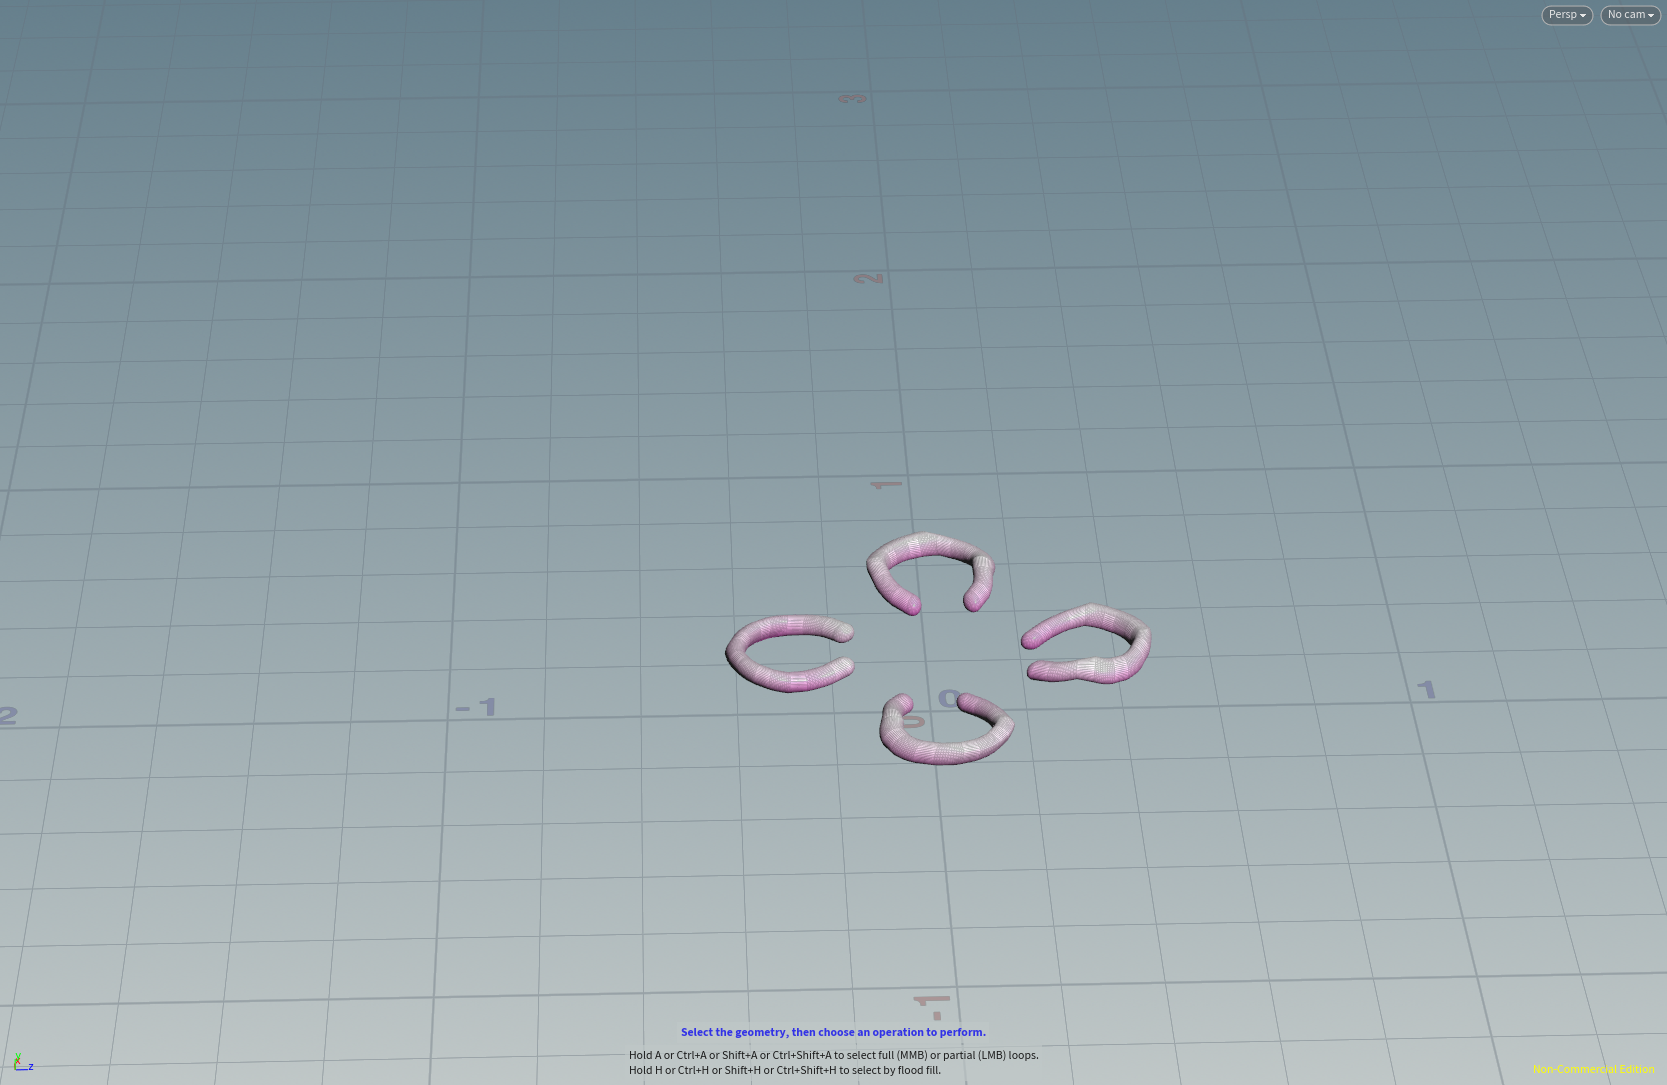 Persp
No cam
3
2
1
2
-1
0
1
0
-1
Select the geometry, then choose an operation to perform.
Hold A or Ctrl+A or Shift+A or Ctrl+Shift+A to select full (MMB) or partial (LMB) loops.
Hold H or Ctrl+H or Shift+H or Ctrl+Shift+H to select by flood fill.
y
x
z
Non-Commercial Edition